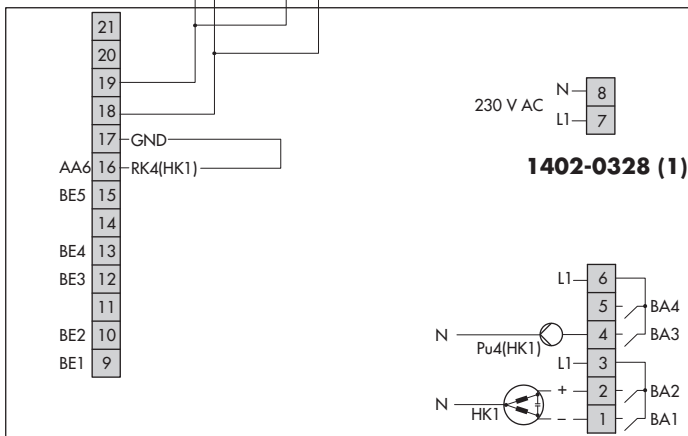 21
20
19
18
17 GND
AA6 16 RK4(HK1)
BE5 15
14
BE4 13
BE3 12
11
BE2 10
BE1 9
230 V AC
N 8
L1 7
1402-0328 (1)
L1 6
5 BA4
N Pu4(HK1) 4 BA3
L1 3
+ 2 BA2
N HK1 − 1 BA1